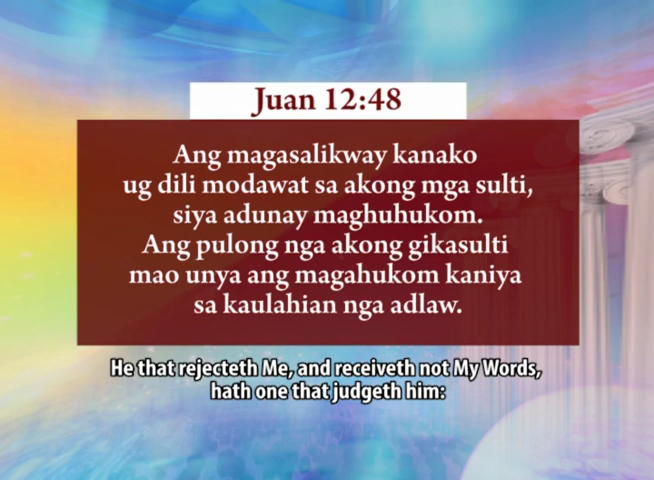 Juan 12:48
Ang magasalikway kanako
ug dili modawat sa akong mga sulti,
siya adunay maghuhukom.
Ang pulong nga akong gikasulti
mao unya ang magahukom kaniya
sa kaulahian nga adlaw.
He that rejecteth Me, and receiveth not My Words,
hath one that judgeth him: